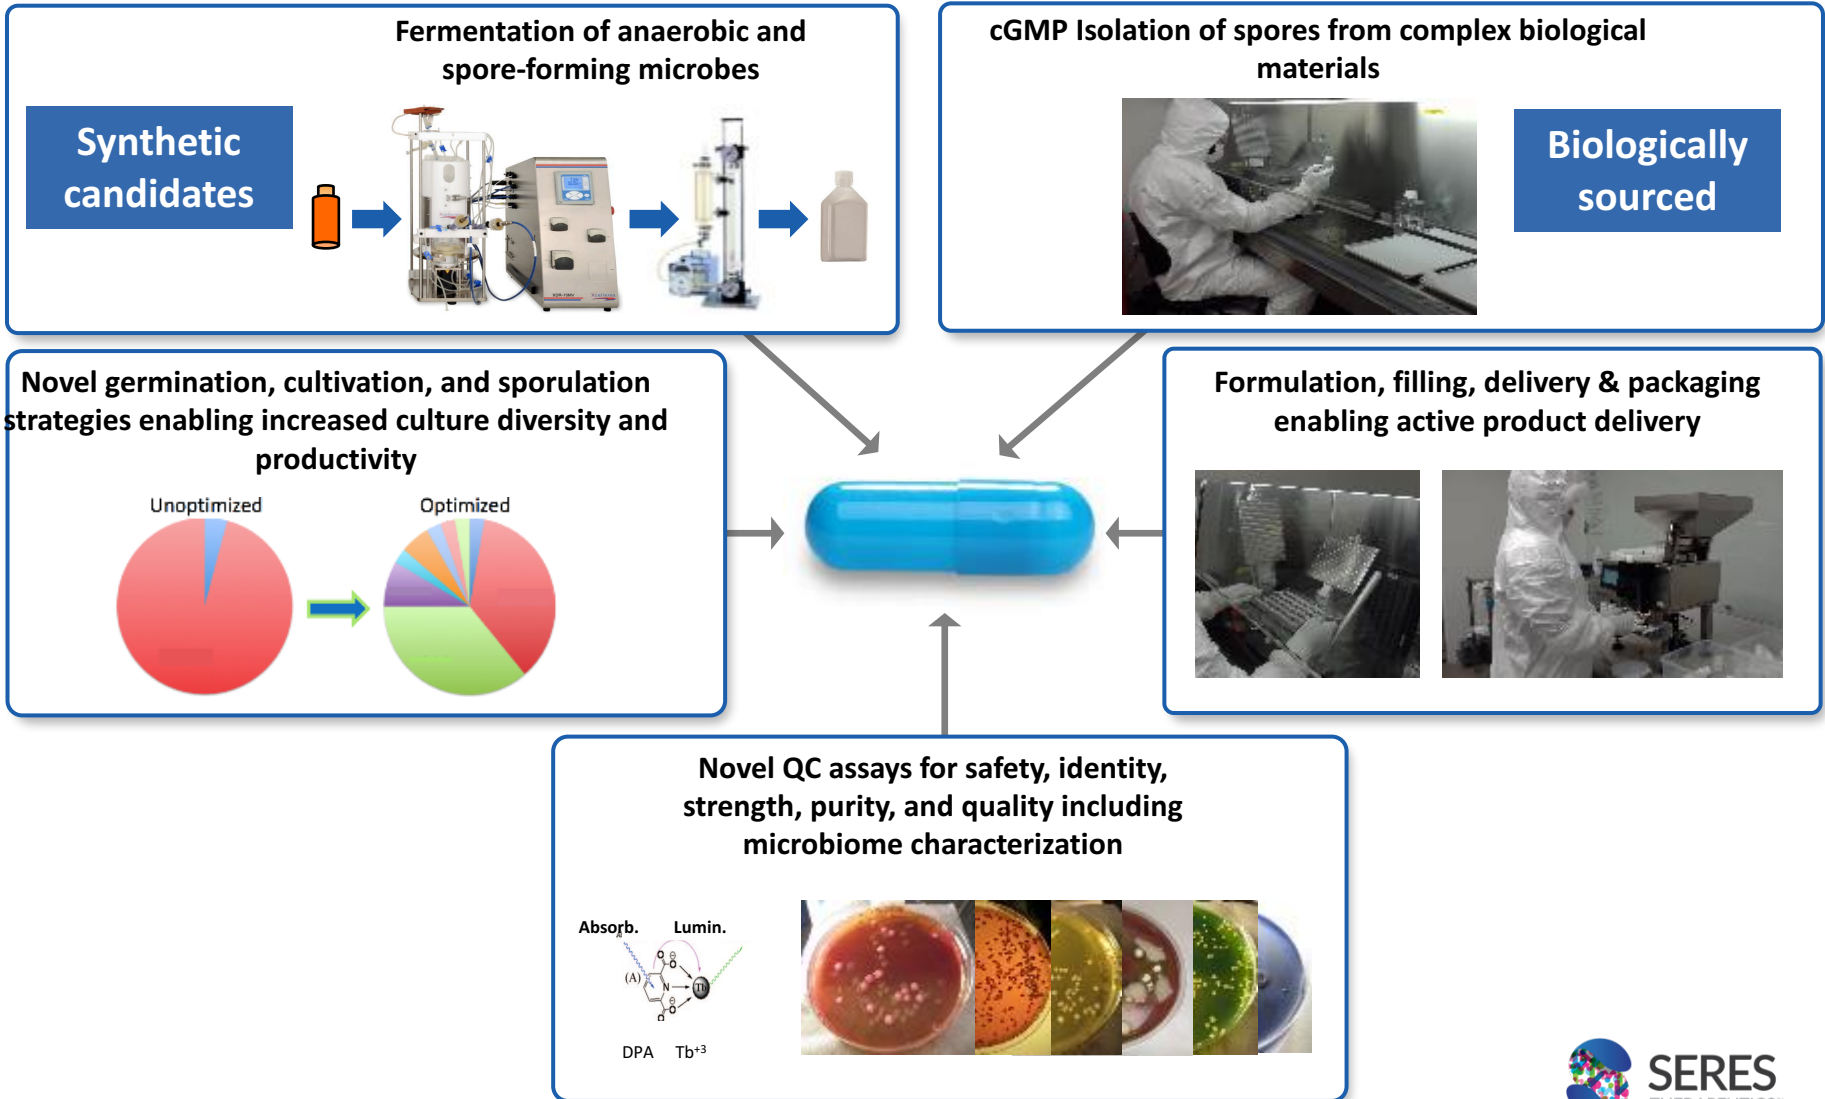 Fermentation of anaerobic and
spore-forming microbes
Synthetic
candidates
cGMP Isolation of spores from complex biological
materials
Biologically
sourced
Novel germination, cultivation, and sporulation
strategies enabling increased culture diversity and
productivity
Unoptimized
Optimized
Formulation, filling, delivery & packaging
enabling active product delivery
Novel QC assays for safety, identity,
strength, purity, and quality including
microbiome characterization
Absorb.
Lumin.
(A)
O
O
N
Tb
O
O
DPA
Tb+3
SERES